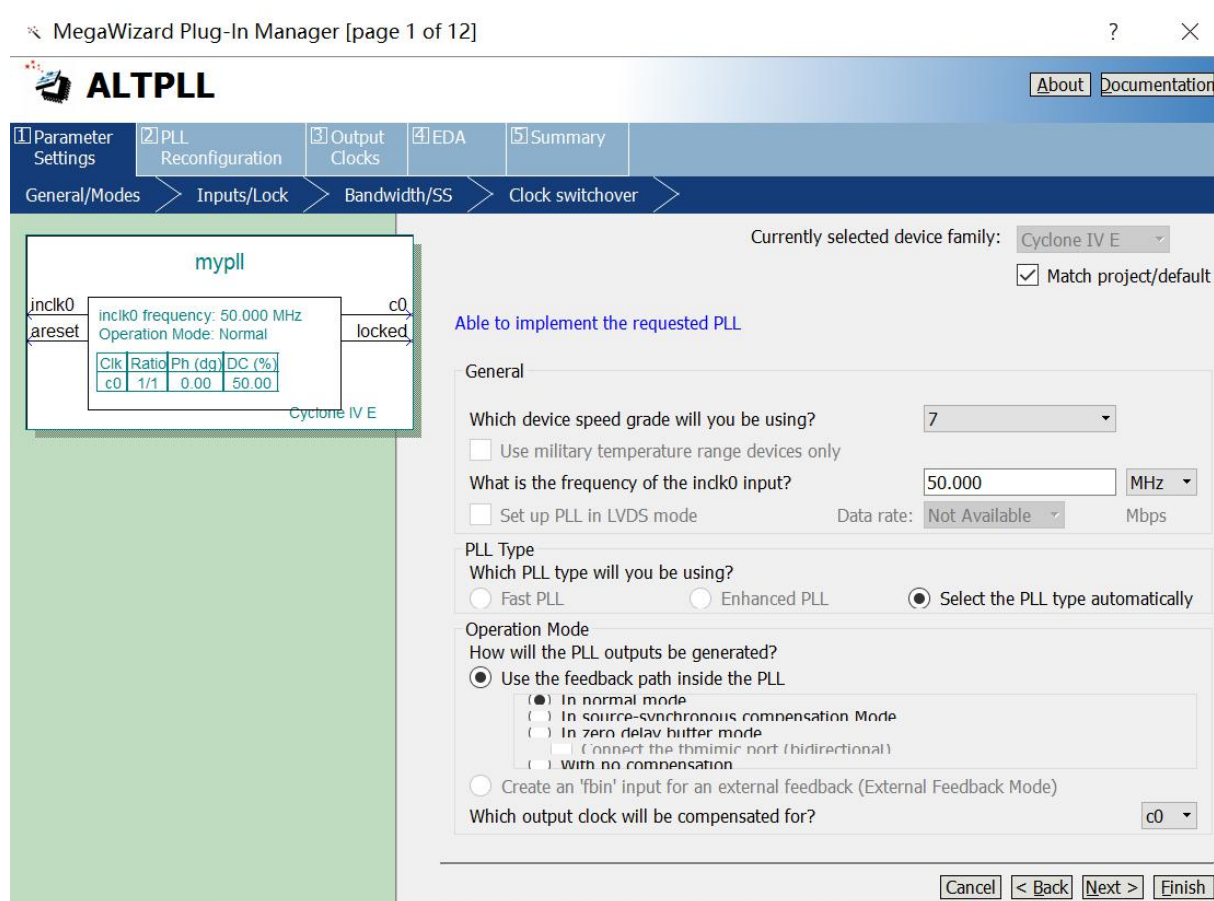 MegaWizard Plug-In Manager [page 1 of 12]
?
ALTPLL
About Documentation
1 Parameter Settings
2 PLL Reconfiguration
3 Output Clocks
4 EDA
5 Summary
General/Modes Inputs/Lock Bandwidth/SS Clock switchover
Currently selected device family: Cyclone IV E
Match project/default
mypll
inclk0
areset
c0
locked
inclk0 frequency: 50.000 MHz
Operation Mode: Normal
Clk Ratio Ph (dg) DC (%)
c0 1/1 0.00 50.00
Cyclone IV E
Able to implement the requested PLL
General
Which device speed grade will you be using? 7
Use military temperature range devices only
What is the frequency of the inclk0 input? 50.000 MHz
Set up PLL in LVDS mode Data rate: Not Available Mbps
PLL Type
Which PLL type will you be using?
Fast PLL Enhanced PLL Select the PLL type automatically
Operation Mode
How will the PLL outputs be generated?
Use the feedback path inside the PLL
In normal mode
In source-synchronous compensation Mode
In zero delay buffer mode
Connect the fbmimic port (bidirectional)
With no compensation
Create an 'fbin' input for an external feedback (External Feedback Mode)
Which output clock will be compensated for? c0
Cancel < Back Next > Finish